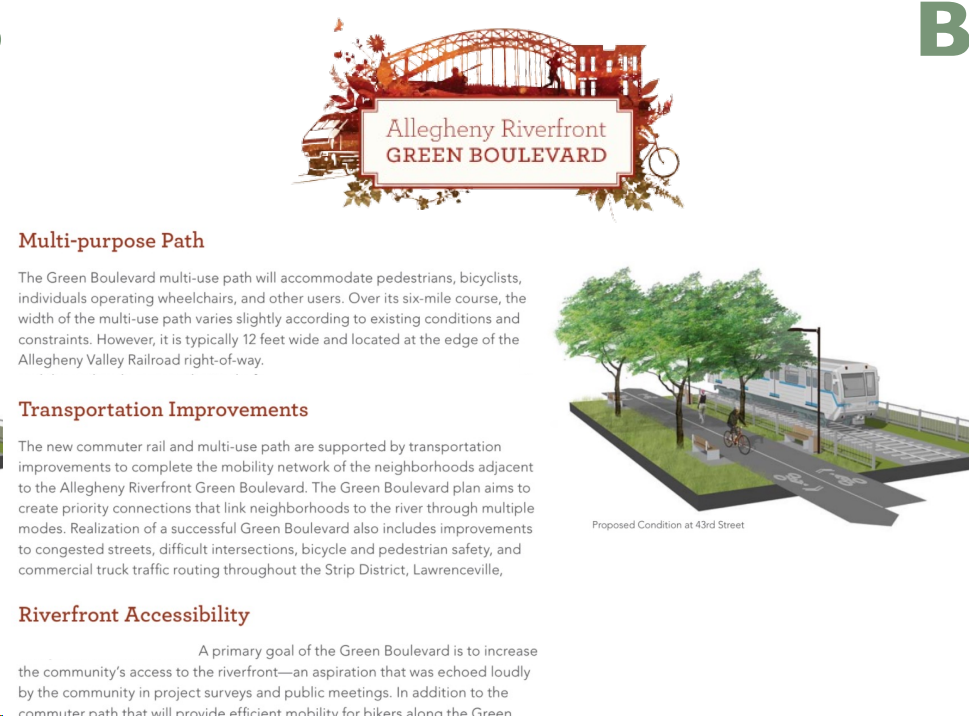 B
Allegheny Riverfront
GREEN BOULEVARD
Multi-purpose Path
The Green Boulevard multi-use path will accommodate pedestrians, bicyclists,
individuals operating wheelchairs, and other users. Over its six-mile course, the
width of the multi-use path varies slightly according to existing conditions and
constraints. However, it is typically 12 feet wide and located at the edge of the
Allegheny Valley Railroad right-of-way.
Transportation Improvements
The new commuter rail and multi-use path are supported by transportation
improvements to complete the mobility network of the neighborhoods adjacent
to the Allegheny Riverfront Green Boulevard. The Green Boulevard plan aims to
create priority connections that link neighborhoods to the river through multiple
modes. Realization of a successful Green Boulevard also includes improvements
to congested streets, difficult intersections, bicycle and pedestrian safety, and
commercial truck traffic routing throughout the Strip District, Lawrenceville,
Proposed Condition at 43rd Street
Riverfront Accessibility
A primary goal of the Green Boulevard is to increase
the community's access to the riverfront—an aspiration that was echoed loudly
by the community in project surveys and public meetings. In addition to the
commuter path that will provide efficient mobility for bikers along the Green